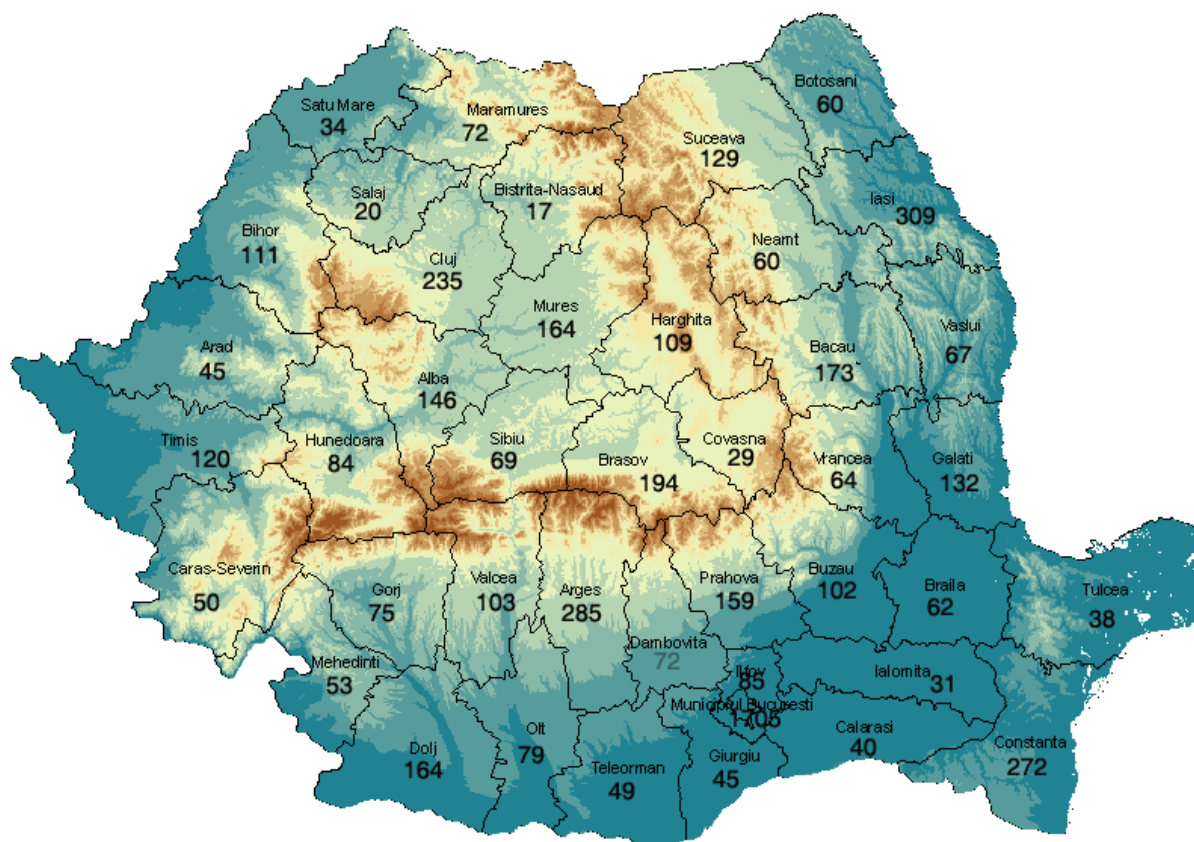 Botosani
60
Satu Mare
34
Maramures
72
Suceava
129
Salaj
20
Bistrita-Nasaud
17
Iasi
309
Bihor
111
Cluj
235
Neamt
60
Mures
164
Harghita
109
Vaslui
67
Arad
45
Bacau
173
Alba
146
Timis
120
Hunedoara
84
Sibiu
69
Brasov
194
Covasna
29
Vrancea
64
Galati
132
Caras-Severin
50
Gorj
75
Valcea
103
Arges
285
Prahova
159
Buzau
102
Braila
62
Tulcea
38
Dambovita
72
Mehedinti
53
Ilfov
85
Ialomita
31
Municipiul Bucuresti
1705
Dolj
164
Olt
79
Teleorman
49
Giurgiu
45
Calarasi
40
Constanta
272